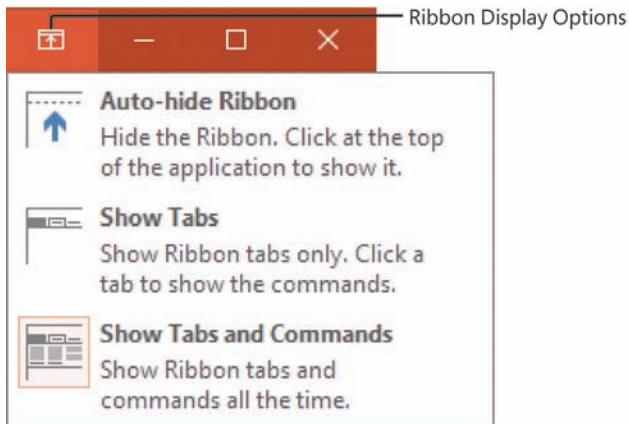 Ribbon Display Options
Auto-hide Ribbon
Hide the Ribbon. Click at the top
of the application to show it.
Show Tabs
Show Ribbon tabs only. Click a
tab to show the commands.
Show Tabs and Commands
Show Ribbon tabs and
commands all the time.